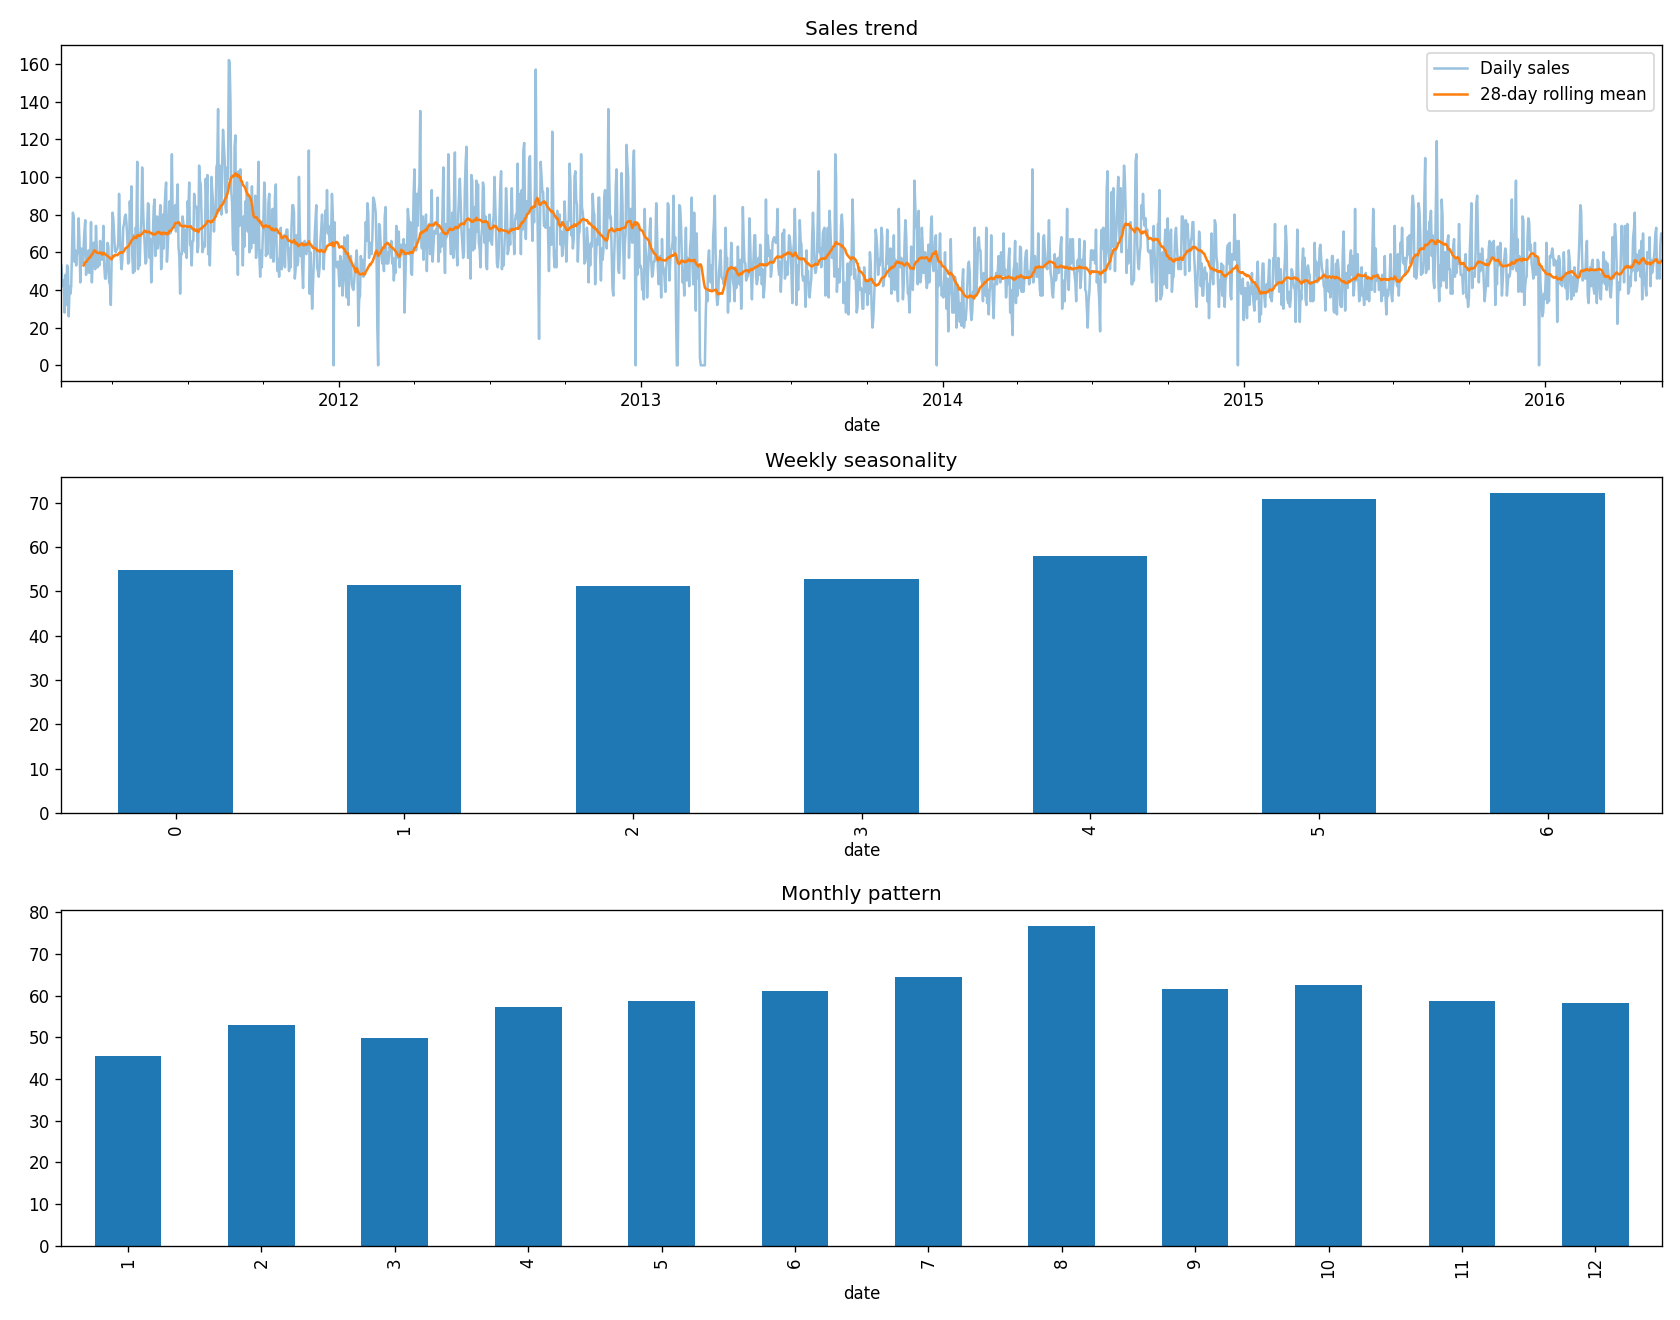 Sales trend
160
140
120
100
80
60
40
20
0
Daily sales
28-day rolling mean
2012 2013 2014 2015 2016
date
Weekly seasonality
70
60
50
40
30
20
10
0
0 1 2 3 4 5 6
date
Monthly pattern
80
70
60
50
40
30
20
10
0
1 2 3 4 5 6 7 8 9 10 11 12
date